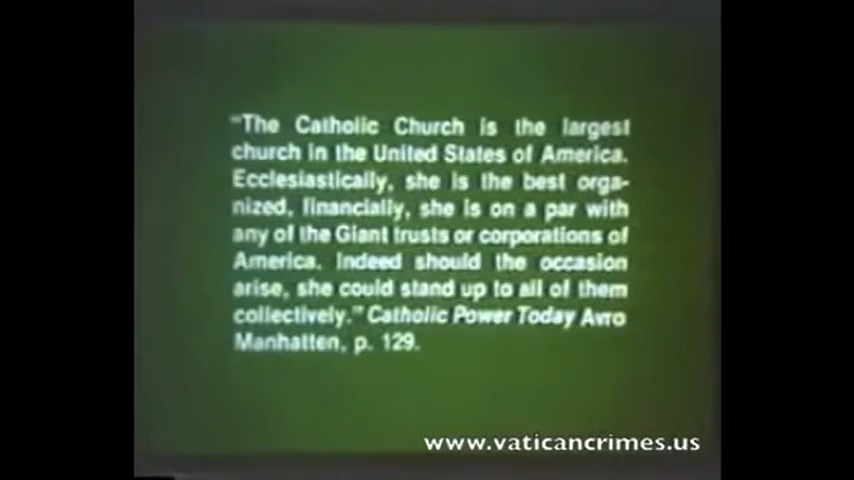 "The Catholic Church is the largest
church in the United States of America.
Ecclesiastically, she is the best orga-
nized, financially, she is on a par with
any of the Giant trusts or corporations of
America. Indeed should the occasion
arise, she could stand up to all of them
collectively." Catholic Power Today Avro
Manhatten, p. 129.
www.vaticancrimes.us